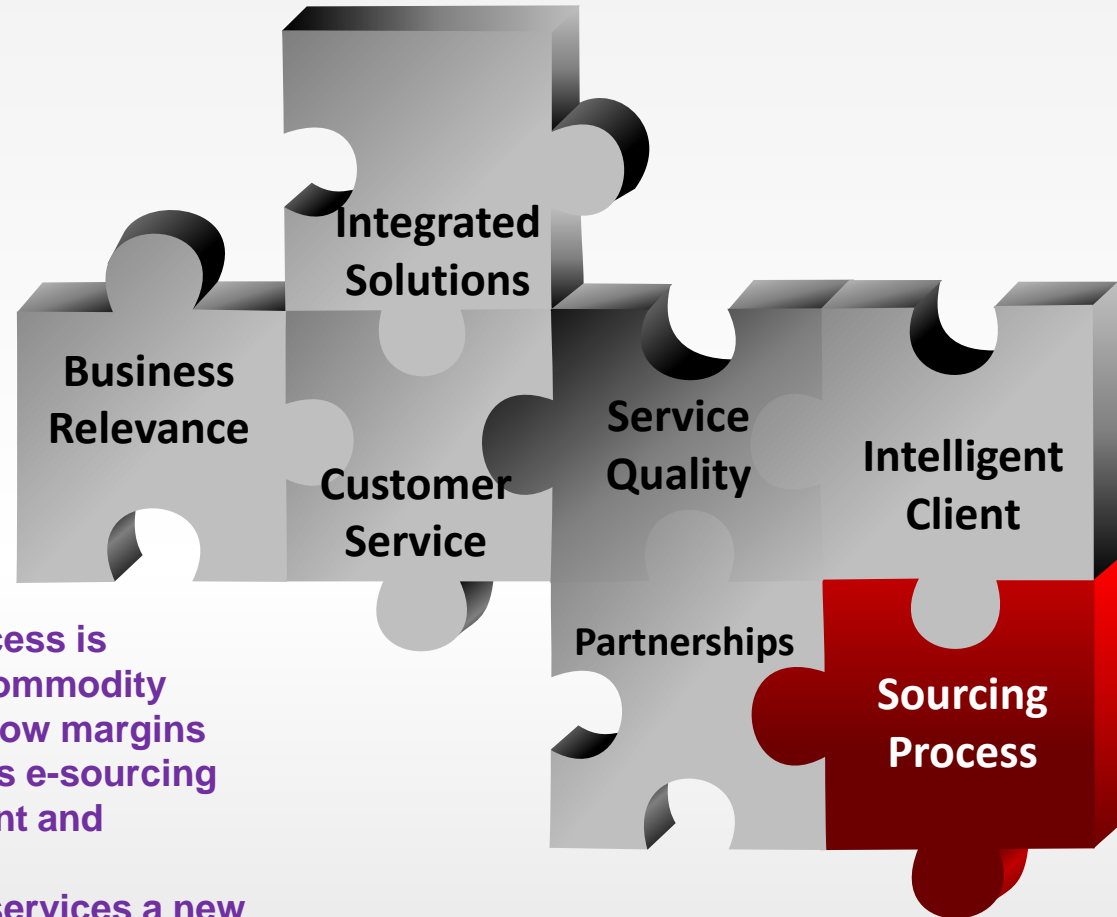 Integrated
Solutions
Business
Relevance
Customer
Service
Service
Quality
Intelligent
Client
Partnerships
Sourcing
Process
cess is
ommodity
ow margins
s e-sourcing
nt and
services a new